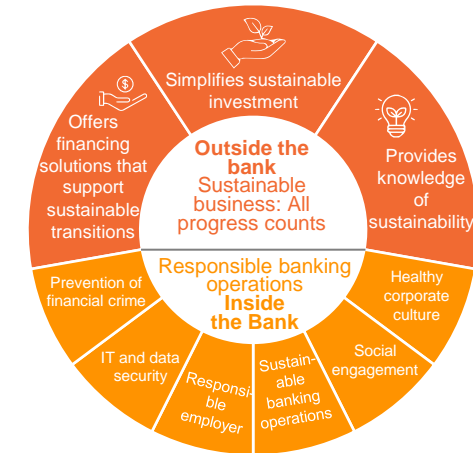 Simplifies sustainable
investment
$
Offers
financing
solutions that
support
sustainable
transitions
Provides
knowledge
of
sustainability
Outside the
bank
Sustainable
business: All
progress counts
Responsible banking
operations
Inside
the Bank
Prevention of
financial crime
IT and data
security
Responsi-
ble
employer
Sustain-
able
banking
operations
Social
engagement
Healthy
corporate
culture